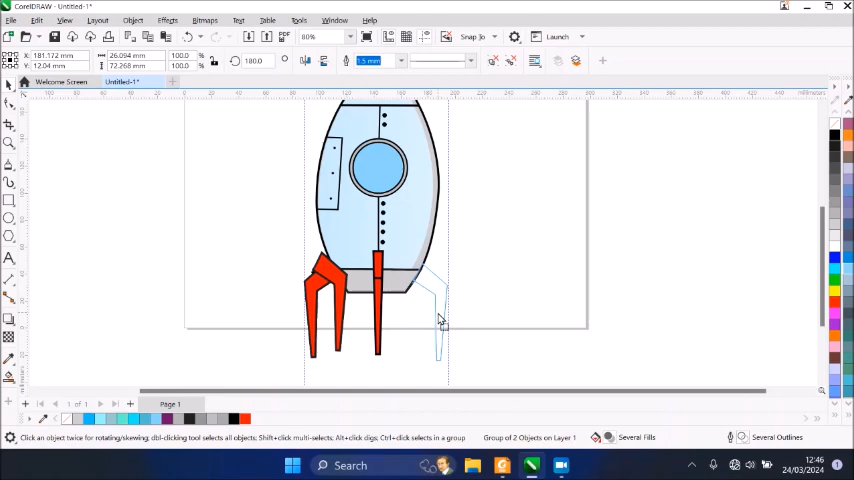 CorelDRAW - Untitled-1*
File Edit View Layout Object Effects Bitmaps Text Table Tools Window Help
PDF 80% Snap To Launch
X: 181.172 mm 26.094 mm 100.0 %
Y: 12.04 mm 72.268 mm 100.0 % 180.0 1.5 mm
Welcome Screen Untitled-1*
millimeters
1 of 1 Page 1
Click an object twice for rotating/skewing; dbl-clicking tool selects all objects; Shift+click multi-selects; Alt+click digs; Ctrl+click selects in a group Group of 2 Objects on Layer 1 Several Fills Several Outlines
Search
12:46
24/03/2024